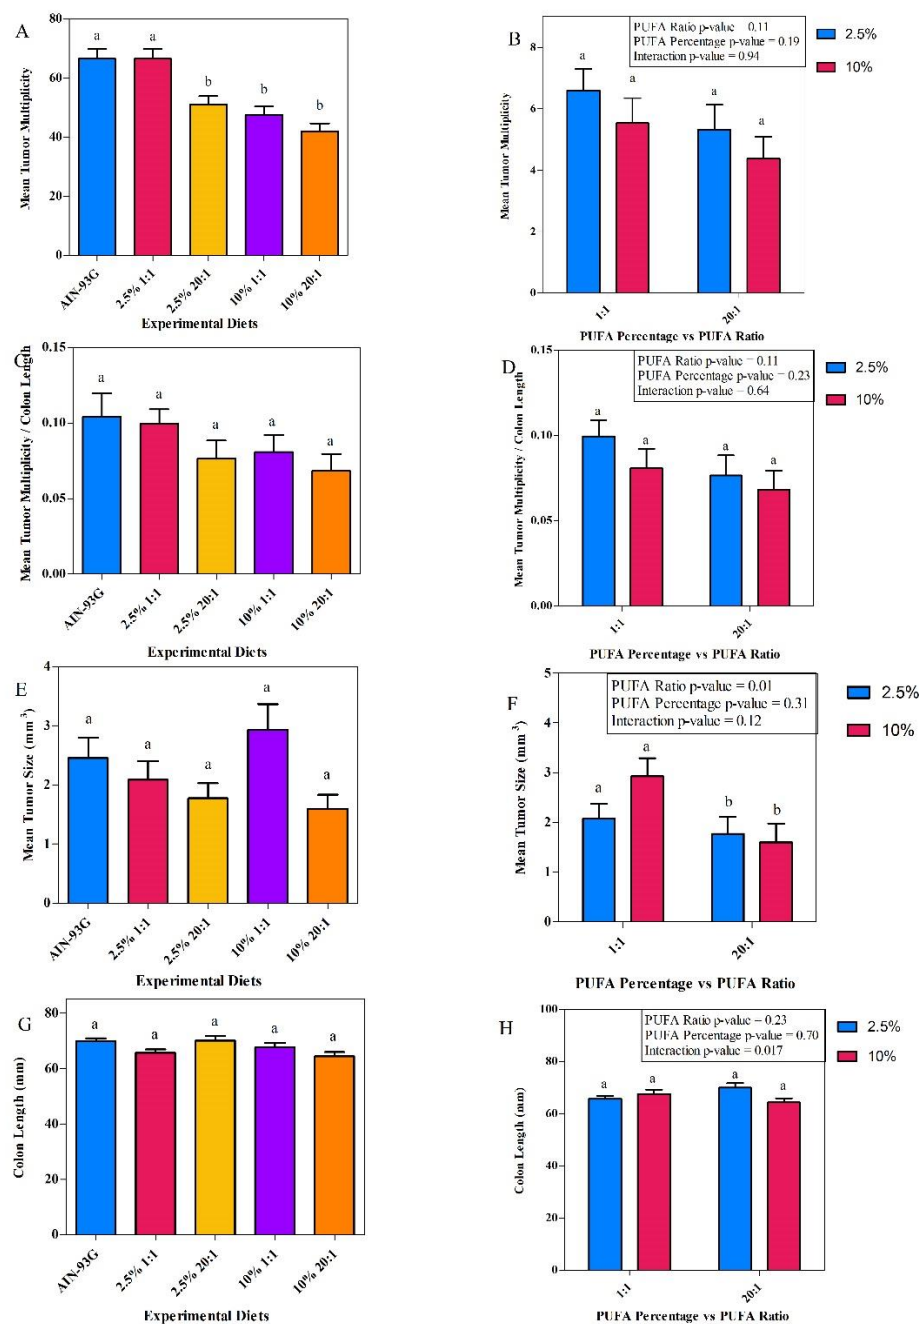 A
80
60
40
20
0
Mean Tumor Multiplicity
a
a
b
b
b
AIN-93G
2.5% 1:1
2.5% 20:1
10% 1:1
10% 20:1
Experimental Diets
B
PUFA Ratio p-value = 0.11
PUFA Percentage p-value = 0.19
Interaction p-value = 0.94
2.5%
10%
6
4
2
0
Mean Tumor Multiplicity
a
a
a
a
1:1
20:1
PUFA Percentage vs PUFA Ratio
C
0.15
0.10
0.05
0.00
Mean Tumor Multiplicity / Colon Length
a
a
a
a
a
AIN-93G
2.5% 1:1
2.5% 20:1
10% 1:1
10% 20:1
Experimental Diets
D
PUFA Ratio p-value = 0.11
PUFA Percentage p-value = 0.23
Interaction p-value = 0.64
2.5%
10%
0.15
0.10
0.05
0.00
Mean Tumor Multiplicity / Colon Length
a
a
a
a
1:1
20:1
PUFA Percentage vs PUFA Ratio
E
4
3
2
1
0
Mean Tumor Size (mm³)
a
a
a
a
a
AIN-93G
2.5% 1:1
2.5% 20:1
10% 1:1
10% 20:1
Experimental Diets
F
PUFA Ratio p-value = 0.01
PUFA Percentage p-value = 0.31
Interaction p-value = 0.12
2.5%
10%
5
4
3
2
1
0
Mean Tumor Size (mm³)
a
a
b
b
1:1
20:1
PUFA Percentage vs PUFA Ratio
G
80
60
40
20
0
Colon Length (mm)
a
a
a
a
a
AIN-93G
2.5% 1:1
2.5% 20:1
10% 1:1
10% 20:1
Experimental Diets
H
PUFA Ratio p-value = 0.23
PUFA Percentage p-value = 0.70
Interaction p-value = 0.017
2.5%
10%
100
80
60
40
20
0
Colon Length (mm)
a
a
a
a
1:1
20:1
PUFA Percentage vs PUFA Ratio